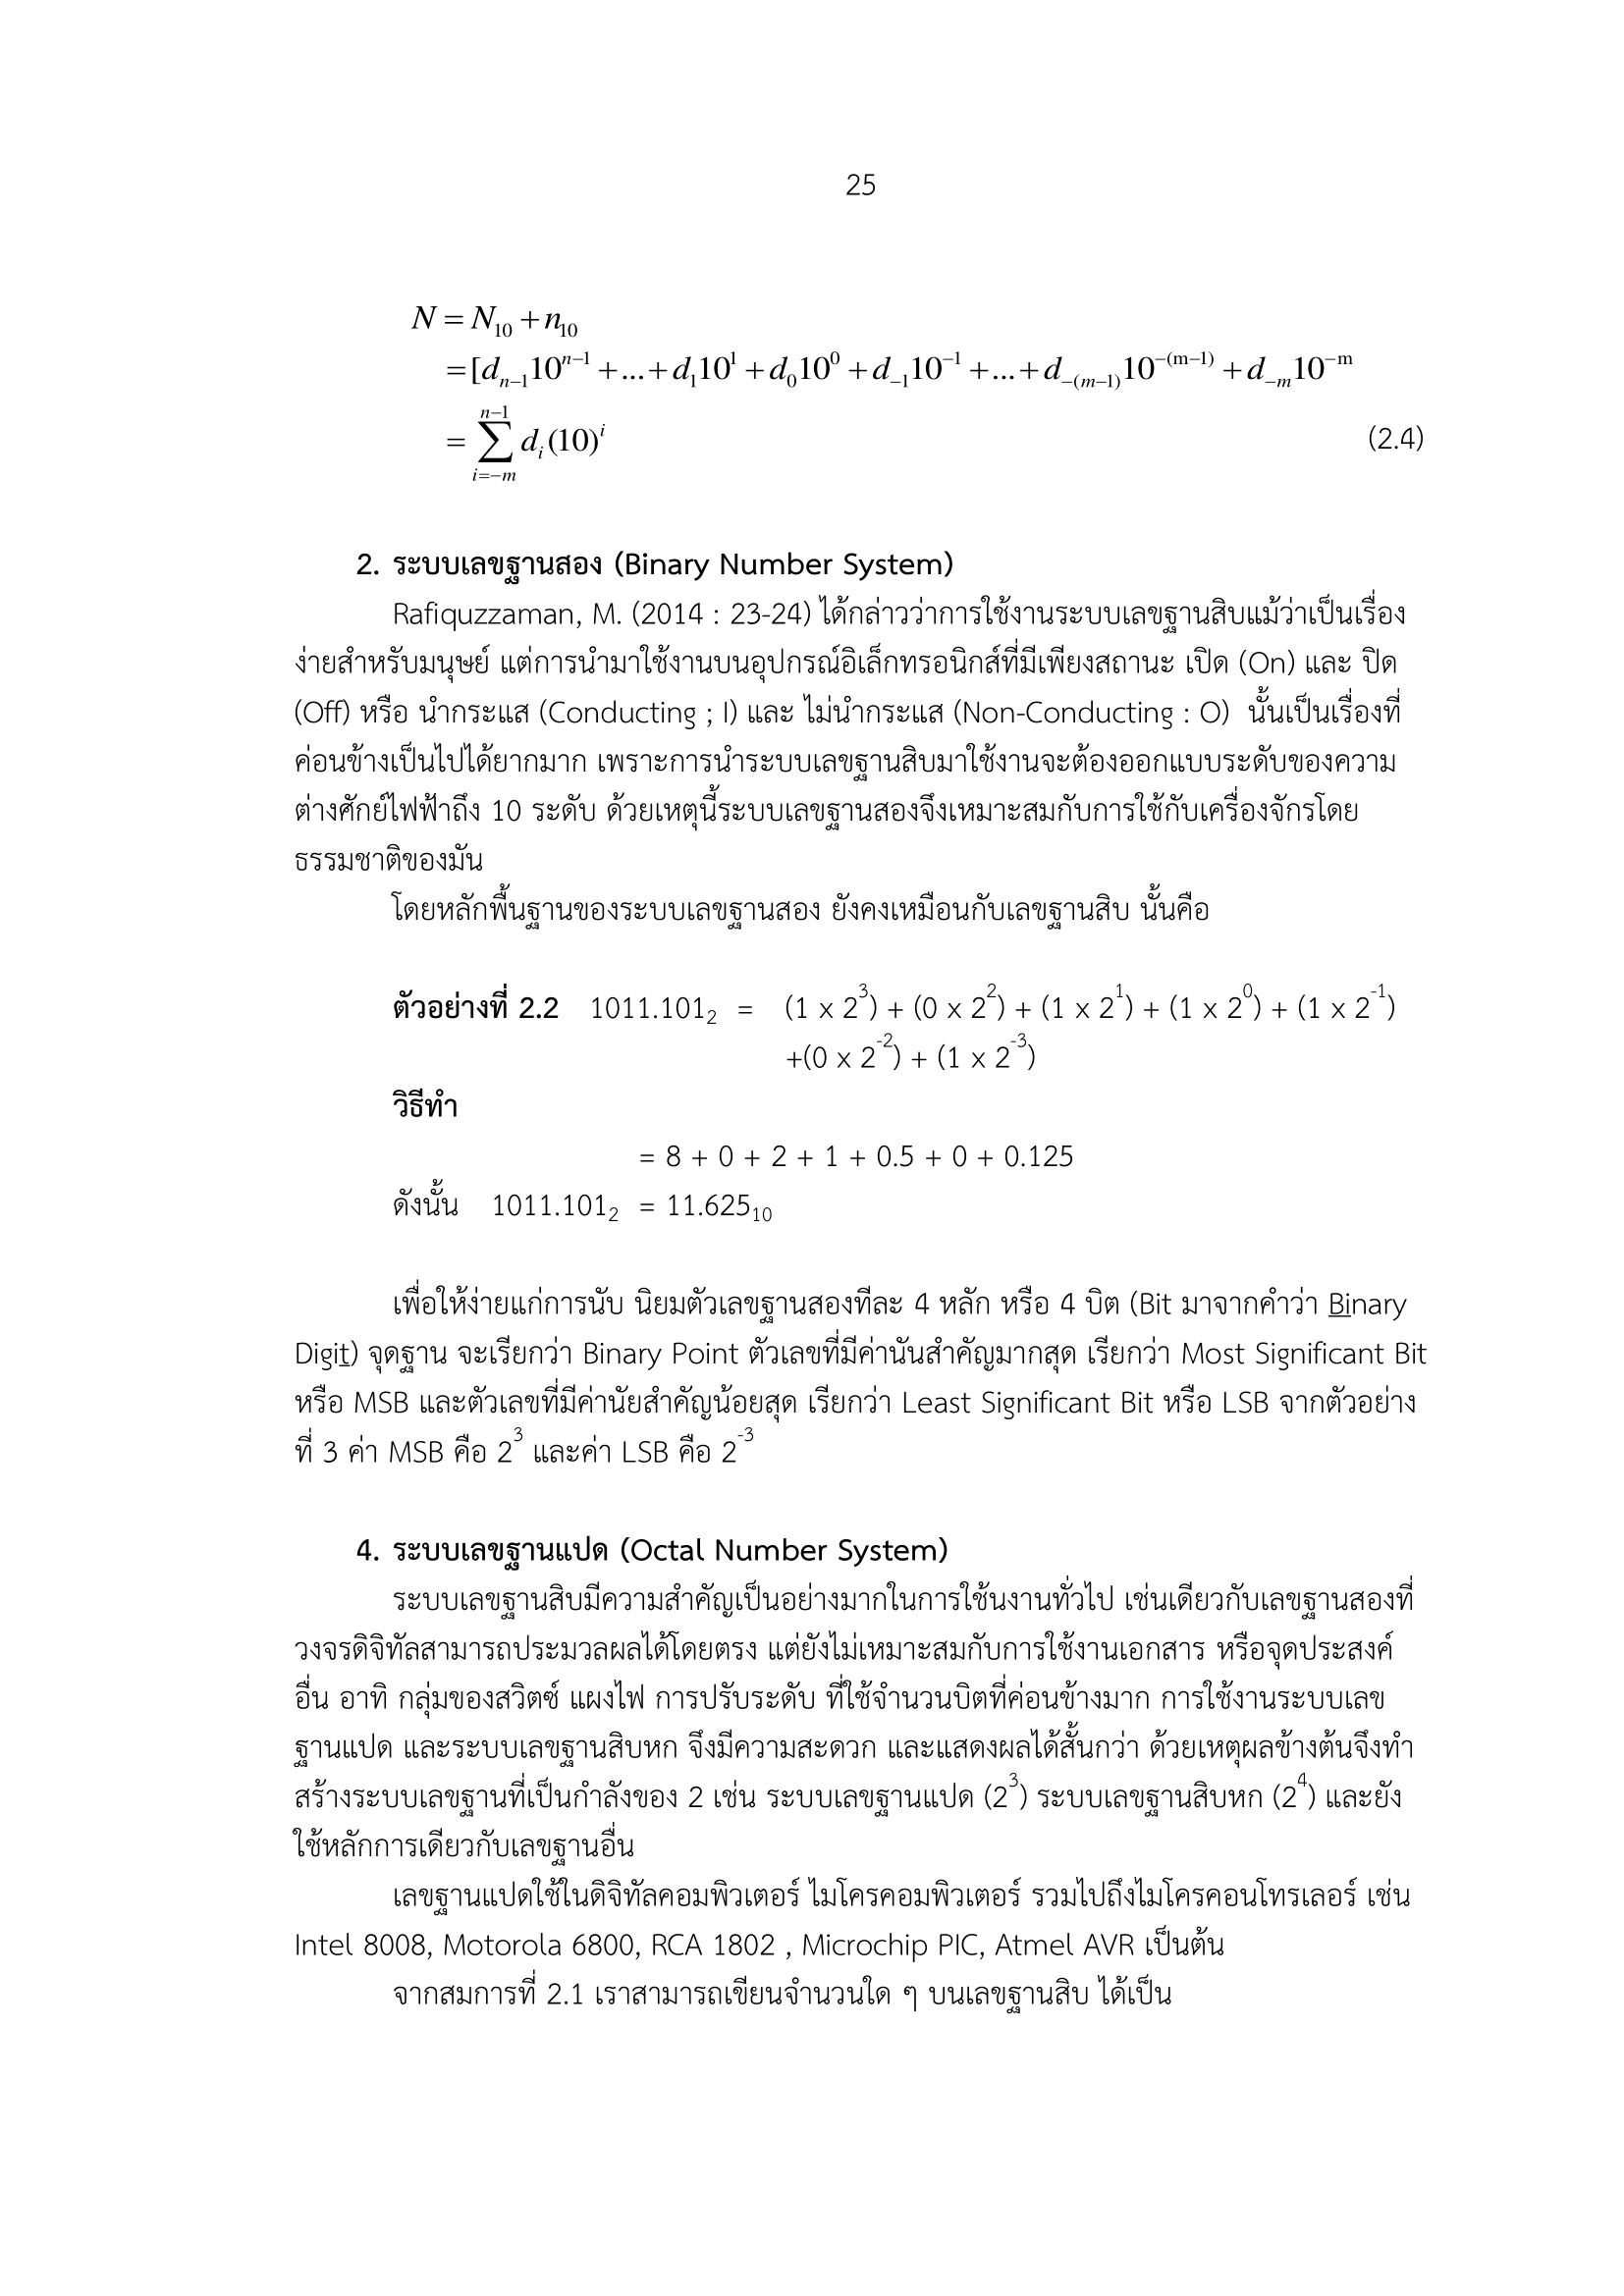 25
N = N₁₀ + n₁₀
= [dₙ₋₁10ⁿ⁻¹ + ... + d₁10¹ + d₀10⁰ + d₋₁10⁻¹ + ... + d₋₍ₘ₋₁₎10^{-(m-1)} + d₋ₘ10^{-m}
= \sum_{i=-m}^{n-1} d_i(10)^i (2.4)
2. ระบบเลขฐานสอง (Binary Number System)
Rafiquzzaman, M. (2014 : 23-24) ได้กล่าวว่าการใช้งานระบบเลขฐานสิบแม้ว่าเป็นเรื่อง
ง่ายสำหรับมนุษย์ แต่การนำมาใช้งานบนอุปกรณ์อิเล็กทรอนิกส์ที่มีเพียงสถานะ เปิด (On) และ ปิด
(Off) หรือ นำกระแส (Conducting ; I) และ ไม่นำกระแส (Non-Conducting : O) นั้นเป็นเรื่องที่
ค่อนข้างเป็นไปได้ยากมาก เพราะการนำระบบเลขฐานสิบมาใช้งานจะต้องออกแบบระดับของความ
ต่างศักย์ไฟฟ้าถึง 10 ระดับ ด้วยเหตุนี้ระบบเลขฐานสองจึงเหมาะสมกับการใช้กับเครื่องจักรโดย
ธรรมชาติของมัน
โดยหลักพื้นฐานของระบบเลขฐานสอง ยังคงเหมือนกับเลขฐานสิบ นั้นคือ
ตัวอย่างที่ 2.2 1011.101₂ = (1 x 2³) + (0 x 2²) + (1 x 2¹) + (1 x 2⁰) + (1 x 2⁻¹)
+(0 x 2⁻²) + (1 x 2⁻³)
วิธีทำ
= 8 + 0 + 2 + 1 + 0.5 + 0 + 0.125
ดังนั้น 1011.101₂ = 11.625₁₀
เพื่อให้ง่ายแก่การนับ นิยมตัวเลขฐานสองทีละ 4 หลัก หรือ 4 บิต (Bit มาจากคำว่า Binary
Digit) จุดฐาน จะเรียกว่า Binary Point ตัวเลขที่มีค่านันสำคัญมากสุด เรียกว่า Most Significant Bit
หรือ MSB และตัวเลขที่มีค่านัยสำคัญน้อยสุด เรียกว่า Least Significant Bit หรือ LSB จากตัวอย่าง
ที่ 3 ค่า MSB คือ 2³ และค่า LSB คือ 2⁻³
4. ระบบเลขฐานแปด (Octal Number System)
ระบบเลขฐานสิบมีความสำคัญเป็นอย่างมากในการใช้นงานทั่วไป เช่นเดียวกับเลขฐานสองที่
วงจรดิจิทัลสามารถประมวลผลได้โดยตรง แต่ยังไม่เหมาะสมกับการใช้งานเอกสาร หรือจุดประสงค์
อื่น อาทิ กลุ่มของสวิตซ์ แผงไฟ การปรับระดับ ที่ใช้จำนวนบิตที่ค่อนข้างมาก การใช้งานระบบเลข
ฐานแปด และระบบเลขฐานสิบหก จึงมีความสะดวก และแสดงผลได้สั้นกว่า ด้วยเหตุผลข้างต้นจึงทำ
สร้างระบบเลขฐานที่เป็นกำลังของ 2 เช่น ระบบเลขฐานแปด (2³) ระบบเลขฐานสิบหก (2⁴) และยัง
ใช้หลักการเดียวกับเลขฐานอื่น
เลขฐานแปดใช้ในดิจิทัลคอมพิวเตอร์ ไมโครคอมพิวเตอร์ รวมไปถึงไมโครคอนโทรเลอร์ เช่น
Intel 8008, Motorola 6800, RCA 1802 , Microchip PIC, Atmel AVR เป็นต้น
จากสมการที่ 2.1 เราสามารถเขียนจำนวนใด ๆ บนเลขฐานสิบ ได้เป็น